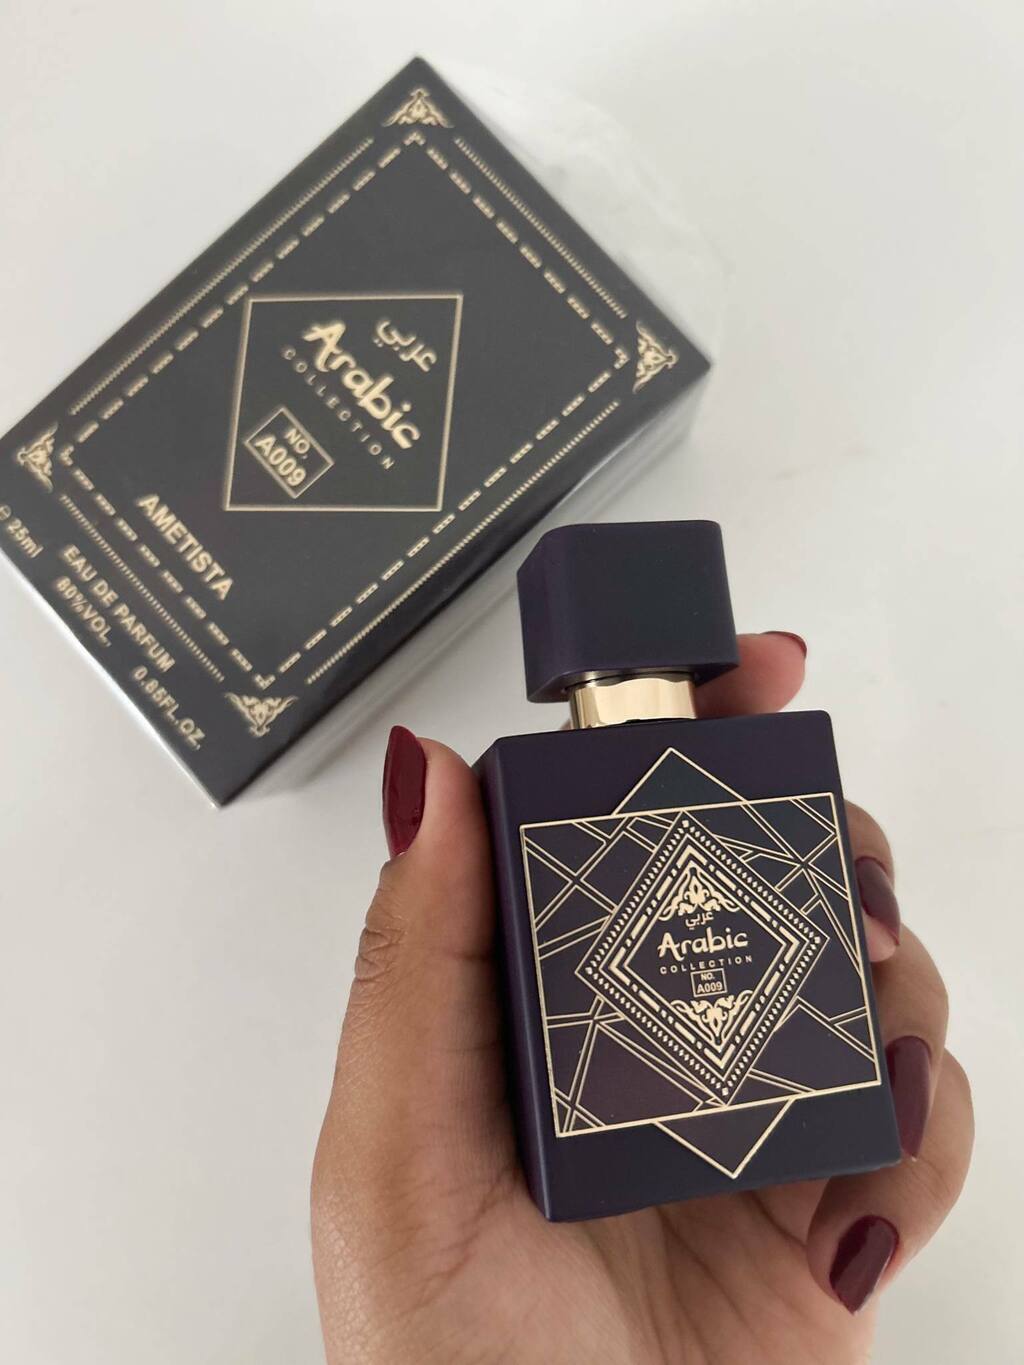 عربي
Arabic
COLLECTION
NO.
A009
AMETISTA
℮ 25ml
EAU DE PARFUM
80%VOL.
0.85FL.OZ.
عربي
Arabic
COLLECTION
NO.
A009